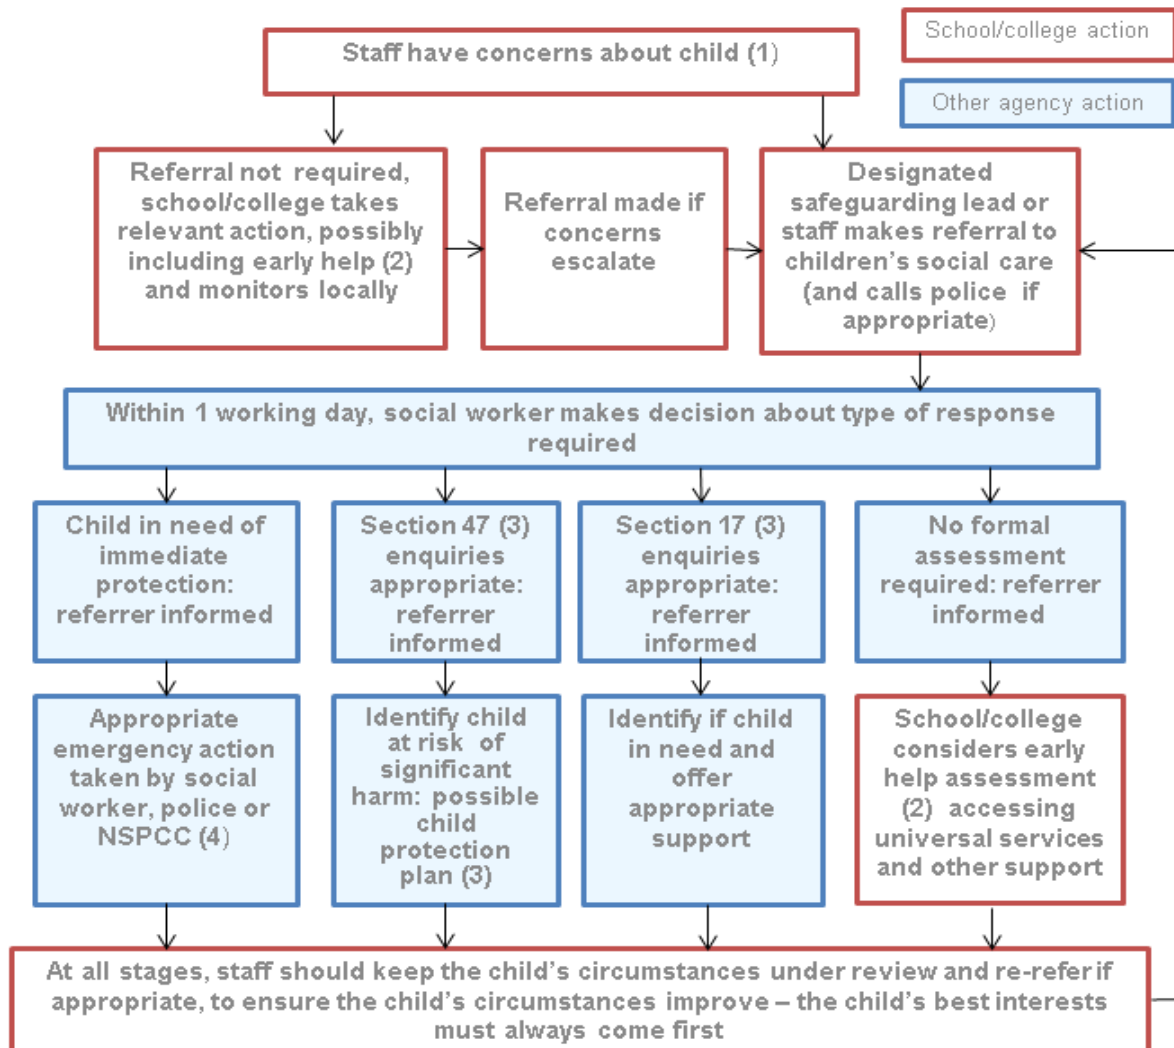 School/college action
Staff have concerns about child (1)
Other agency action
Referral not required,
school/college takes
relevant action, possibly
including early help (2)
and monitors locally
Referral made if
concerns
escalate
Designated
safeguarding lead or
staff makes referral to
children’s social care
(and calls police if
appropriate)
Within 1 working day, social worker makes decision about type of response
required
Child in need of
immediate
protection:
referrer informed
Section 47 (3)
enquiries
appropriate:
referrer
informed
Section 17 (3)
enquiries
appropriate:
referrer
informed
No formal
assessment
required: referrer
informed
Appropriate
emergency action
taken by social
worker, police or
NSPCC (4)
Identify child
at risk of
significant
harm: possible
child
protection
plan (3)
Identify if child
in need and
offer
appropriate
support
School/college
considers early
help assessment
(2) accessing
universal services
and other support
At all stages, staff should keep the child’s circumstances under review and re-refer if
appropriate, to ensure the child’s circumstances improve – the child’s best interests
must always come first